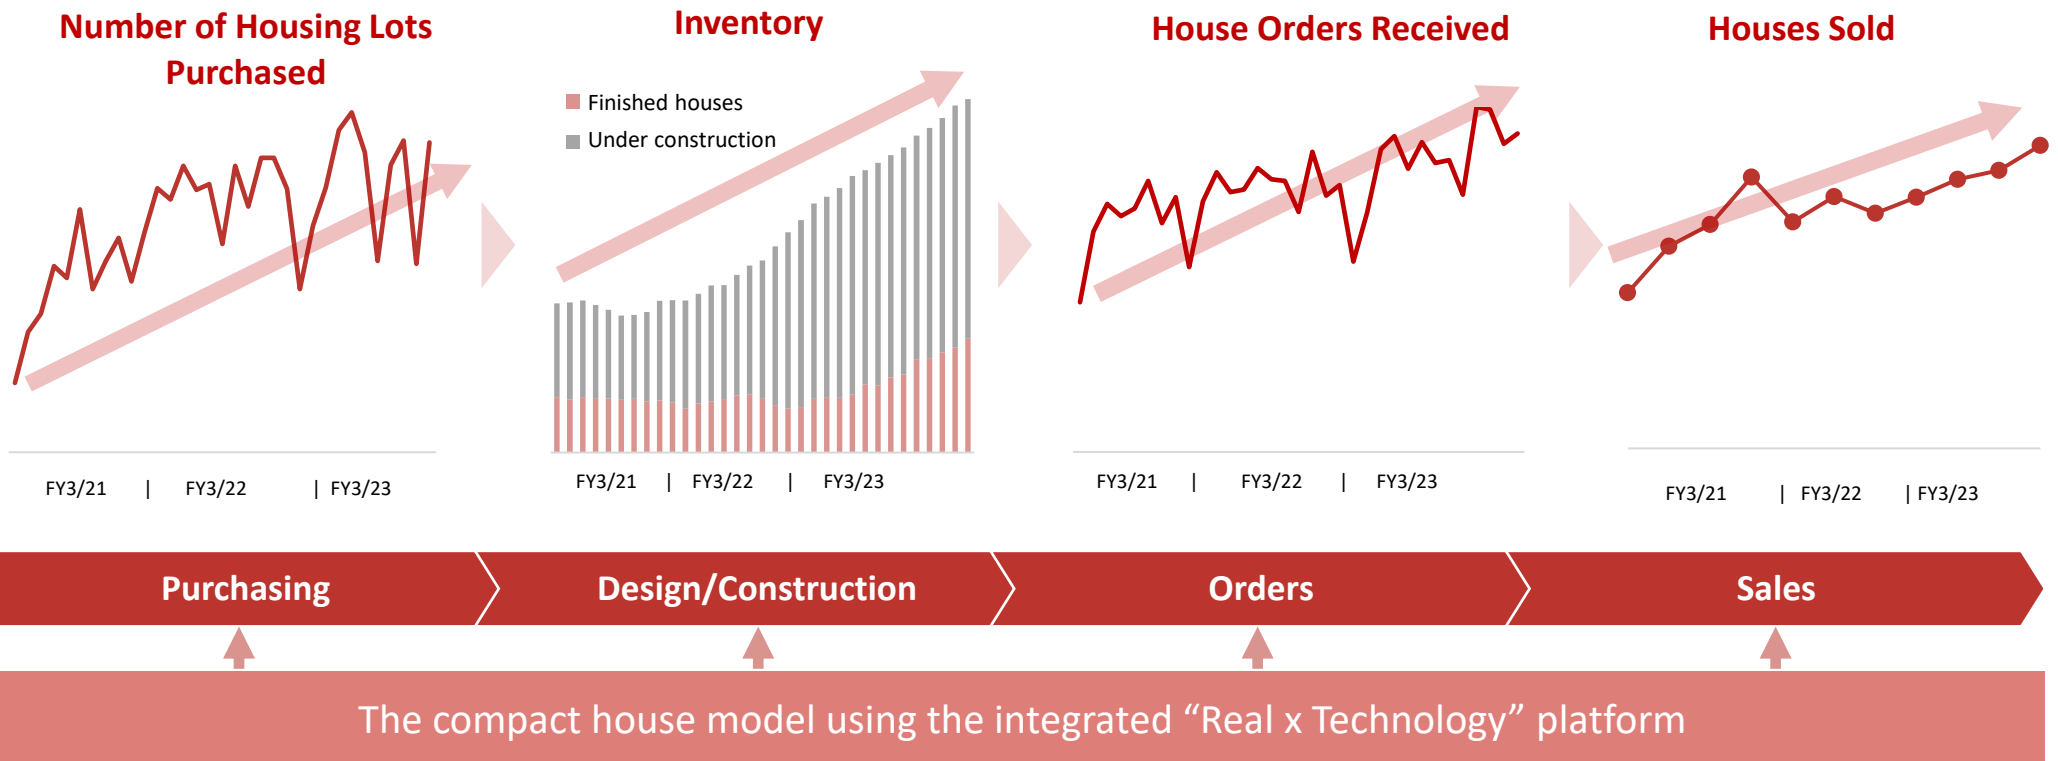 Number of Housing Lots
Purchased
Inventory
House Orders Received
Houses Sold
Finished houses
Under construction
FY3/21 | FY3/22 | FY3/23
FY3/21 | FY3/22 | FY3/23
FY3/21 | FY3/22 | FY3/23
FY3/21 | FY3/22 | FY3/23
Purchasing
Design/Construction
Orders
Sales
The compact house model using the integrated “Real x Technology” platform